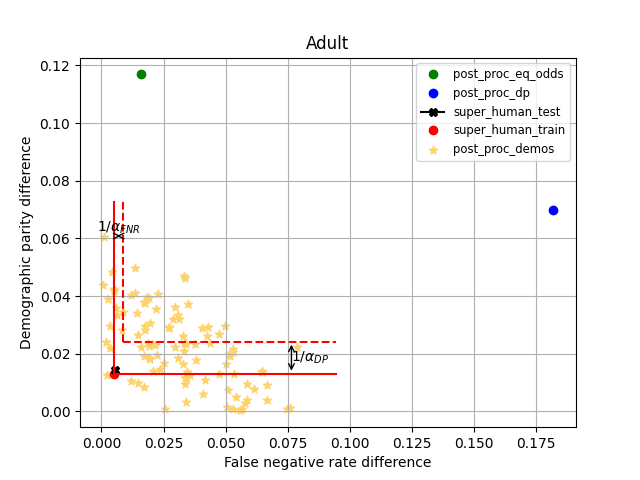 Adult
0.12
0.10
0.08
0.06
0.04
0.02
0.00
Demographic parity difference
post_proc_eq_odds
post_proc_dp
super_human_test
super_human_train
post_proc_demos
1/α_FNR
1/α_DP
0.000 0.025 0.050 0.075 0.100 0.125 0.150 0.175
False negative rate difference